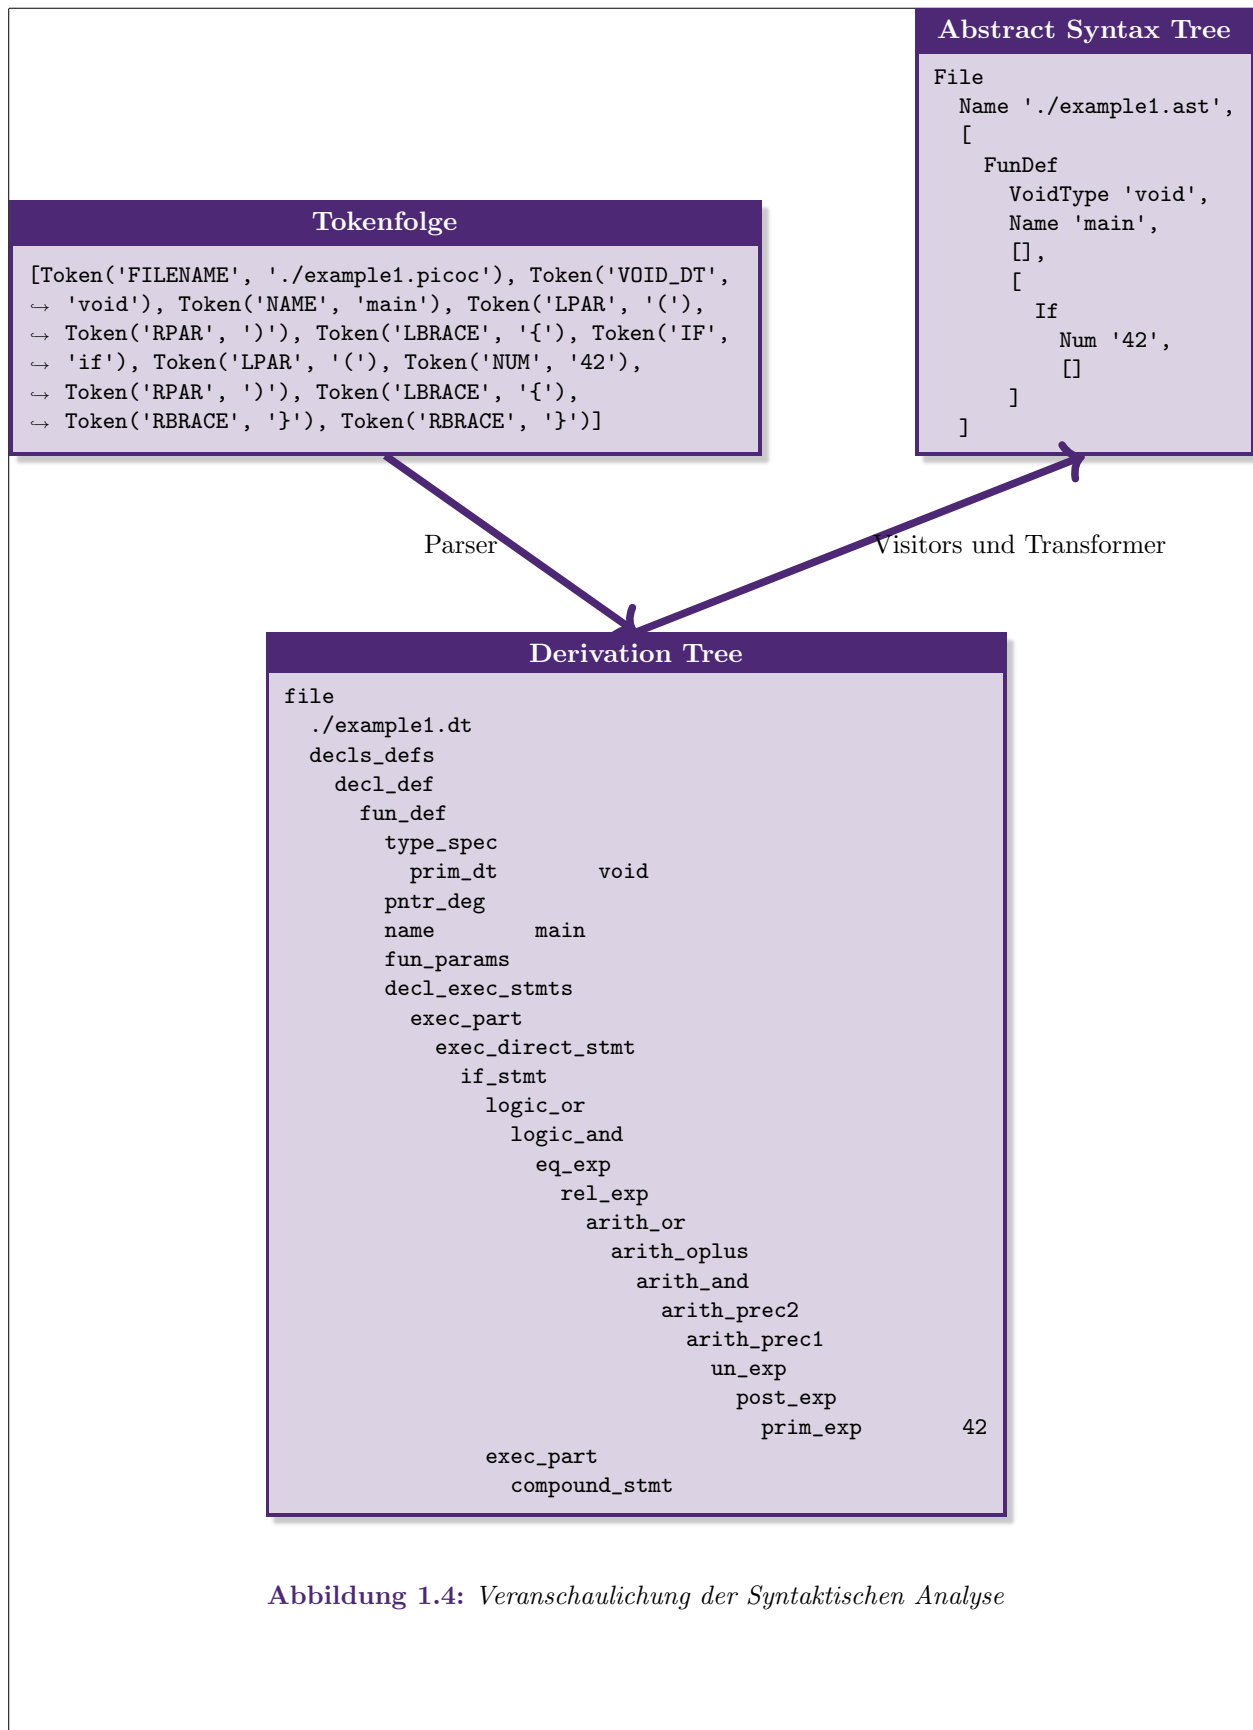 Abstract Syntax Tree
File
  Name './example1.ast',
  [
    FunDef
      VoidType 'void',
      Name 'main',
      [],
      [
        If
          Num '42',
          []
      ]
  ]
Tokenfolge
[Token('FILENAME', './example1.picoc'), Token('VOID_DT',
↪ 'void'), Token('NAME', 'main'), Token('LPAR', '('),
↪ Token('RPAR', ')'), Token('LBRACE', '{'), Token('IF',
↪ 'if'), Token('LPAR', '('), Token('NUM', '42'),
↪ Token('RPAR', ')'), Token('LBRACE', '{'),
↪ Token('RBRACE', '}'), Token('RBRACE', '}')]
Parser
Visitors und Transformer
Derivation Tree
file
  ./example1.dt
  decls_defs
    decl_def
      fun_def
        type_spec
          prim_dt        void
        pntr_deg
        name        main
        fun_params
        decl_exec_stmts
          exec_part
            exec_direct_stmt
              if_stmt
                logic_or
                  logic_and
                    eq_exp
                      rel_exp
                        arith_or
                          arith_oplus
                            arith_and
                              arith_prec2
                                arith_prec1
                                  un_exp
                                    post_exp
                                      prim_exp        42
                exec_part
                  compound_stmt
Abbildung 1.4: Veranschaulichung der Syntaktischen Analyse